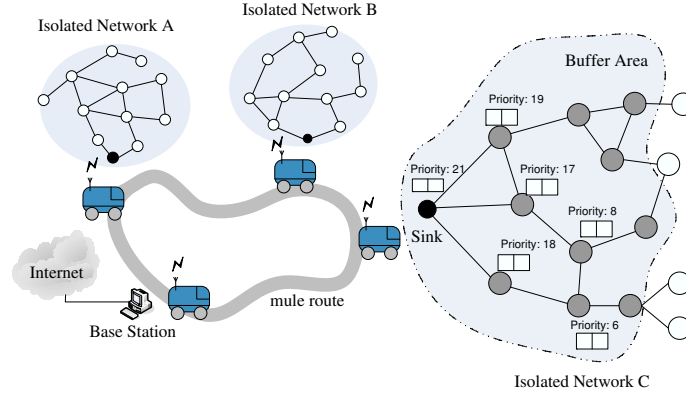 Isolated Network A
Isolated Network B
Buffer Area
Priority: 19
Priority: 21
Priority: 17
Priority: 8
Sink
Priority: 18
Internet
mule route
Base Station
Priority: 6
Isolated Network C